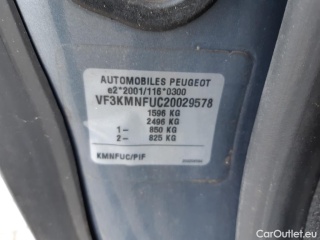 AUTOMOBILES PEUGEOT
e2*2001/116*0300
VF3KMNFUC20029578
1596 KG
2496 KG
1- 850 KG
2- 825 KG
KMNFUC/PIF
CarOutlet.eu